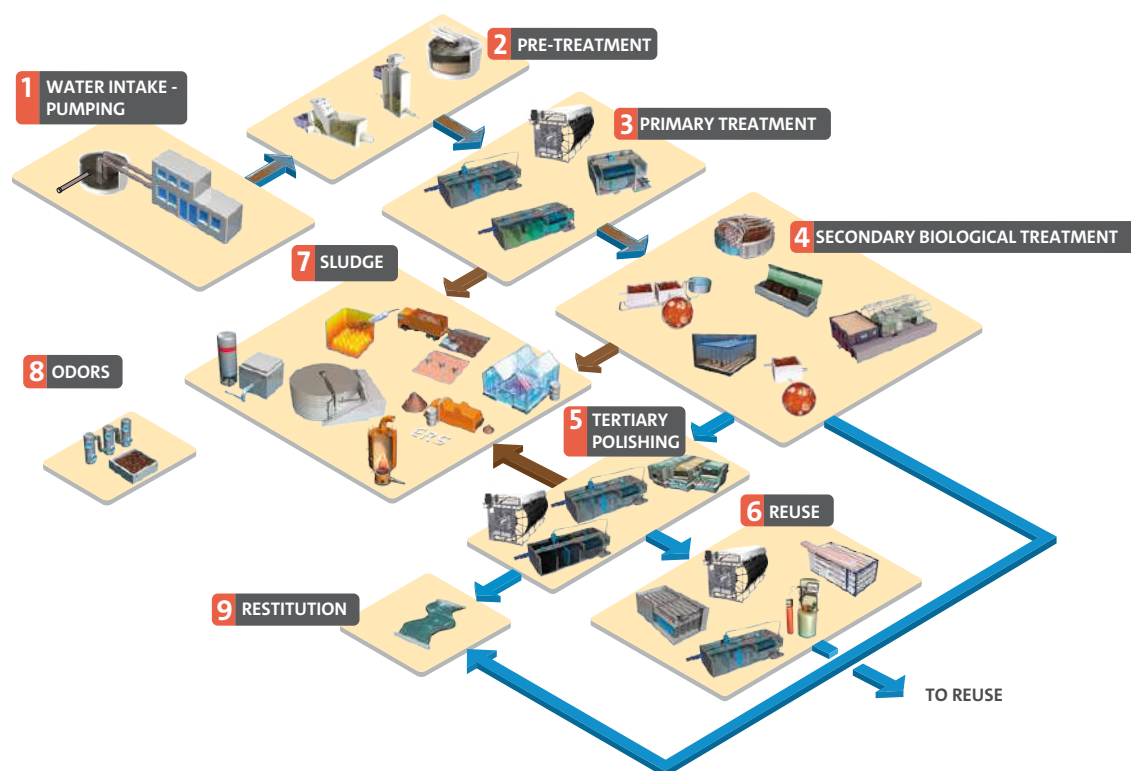 1 WATER INTAKE -
PUMPING
2 PRE-TREATMENT
3 PRIMARY TREATMENT
4 SECONDARY BIOLOGICAL TREATMENT
7 SLUDGE
8 ODORS
5 TERTIARY
POLISHING
6 REUSE
9 RESTITUTION
TO REUSE